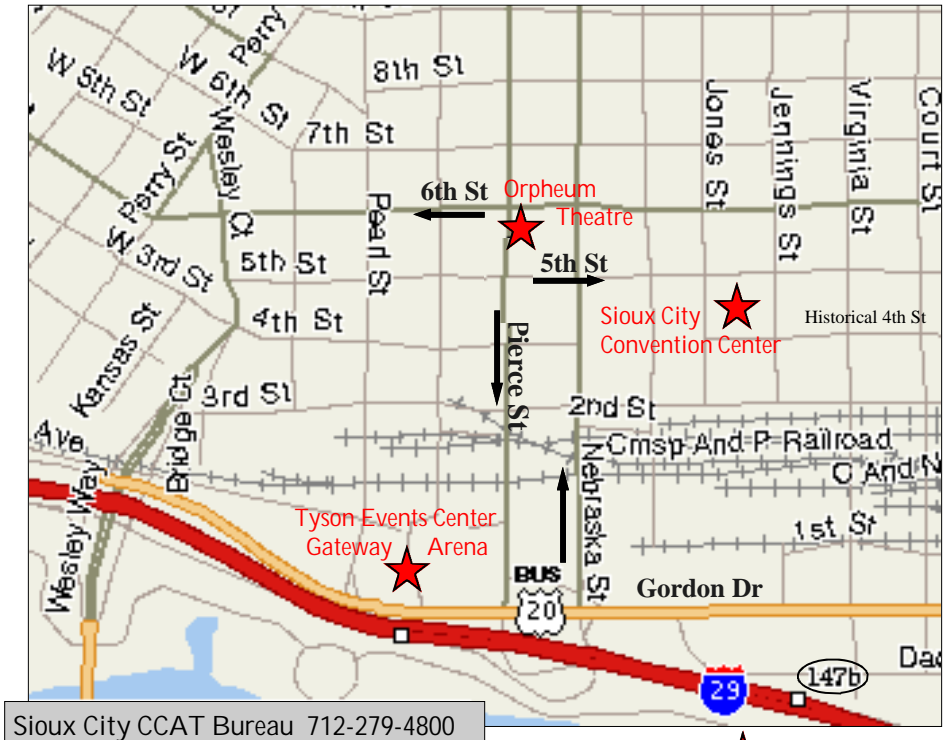 Perry
W 5th St
W 6th St
8th St
7th St
Wesley Ct
Perry St
Jones St
Jennings St
Virginia St
Court St
6th St
Orpheum
Theatre
Pearl St
W 3rd St
5th St
5th St
4th St
Sioux City
Convention Center
Historical 4th St
Kansas St
Pierce St
3rd St
Bridge Ct
2nd St
Ave
Cmsp And P Railroad
C And N
Nebraska St
Wesley Way
Tyson Events Center
Gateway Arena
1st St
BUS
20
Gordon Dr
Da
147b
29
Sioux City CCAT Bureau 712-279-4800